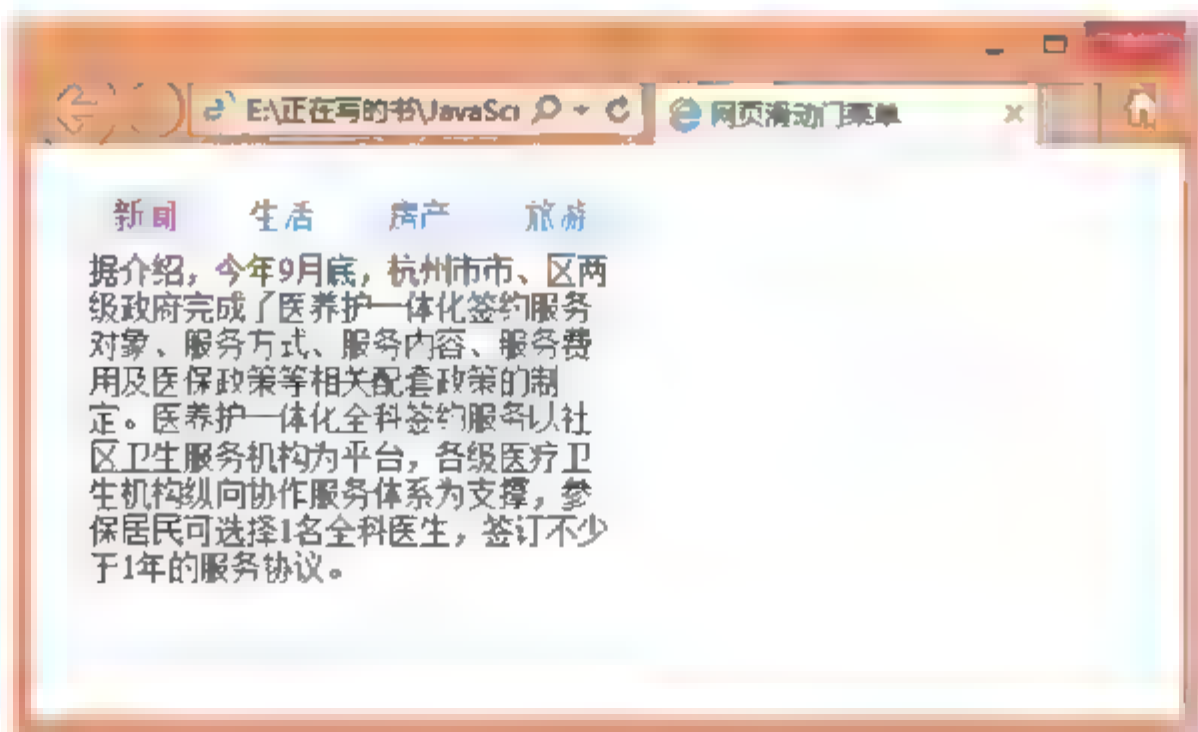 E:\正在写的书\JavaScr
网页滑动门菜单
新闻 生活 房产 旅游
据介绍，今年9月底，杭州市市、区两
级政府完成了医养护一体化签约服务
对象、服务方式、服务内容、服务费
用及医保政策等相关配套政策的制
定。医养护一体化全科签约服务以社
区卫生服务机构为平台，各级医疗卫
生机构纵向协作服务体系为支撑，参
保居民可选择1名全科医生，签订不少
于1年的服务协议。